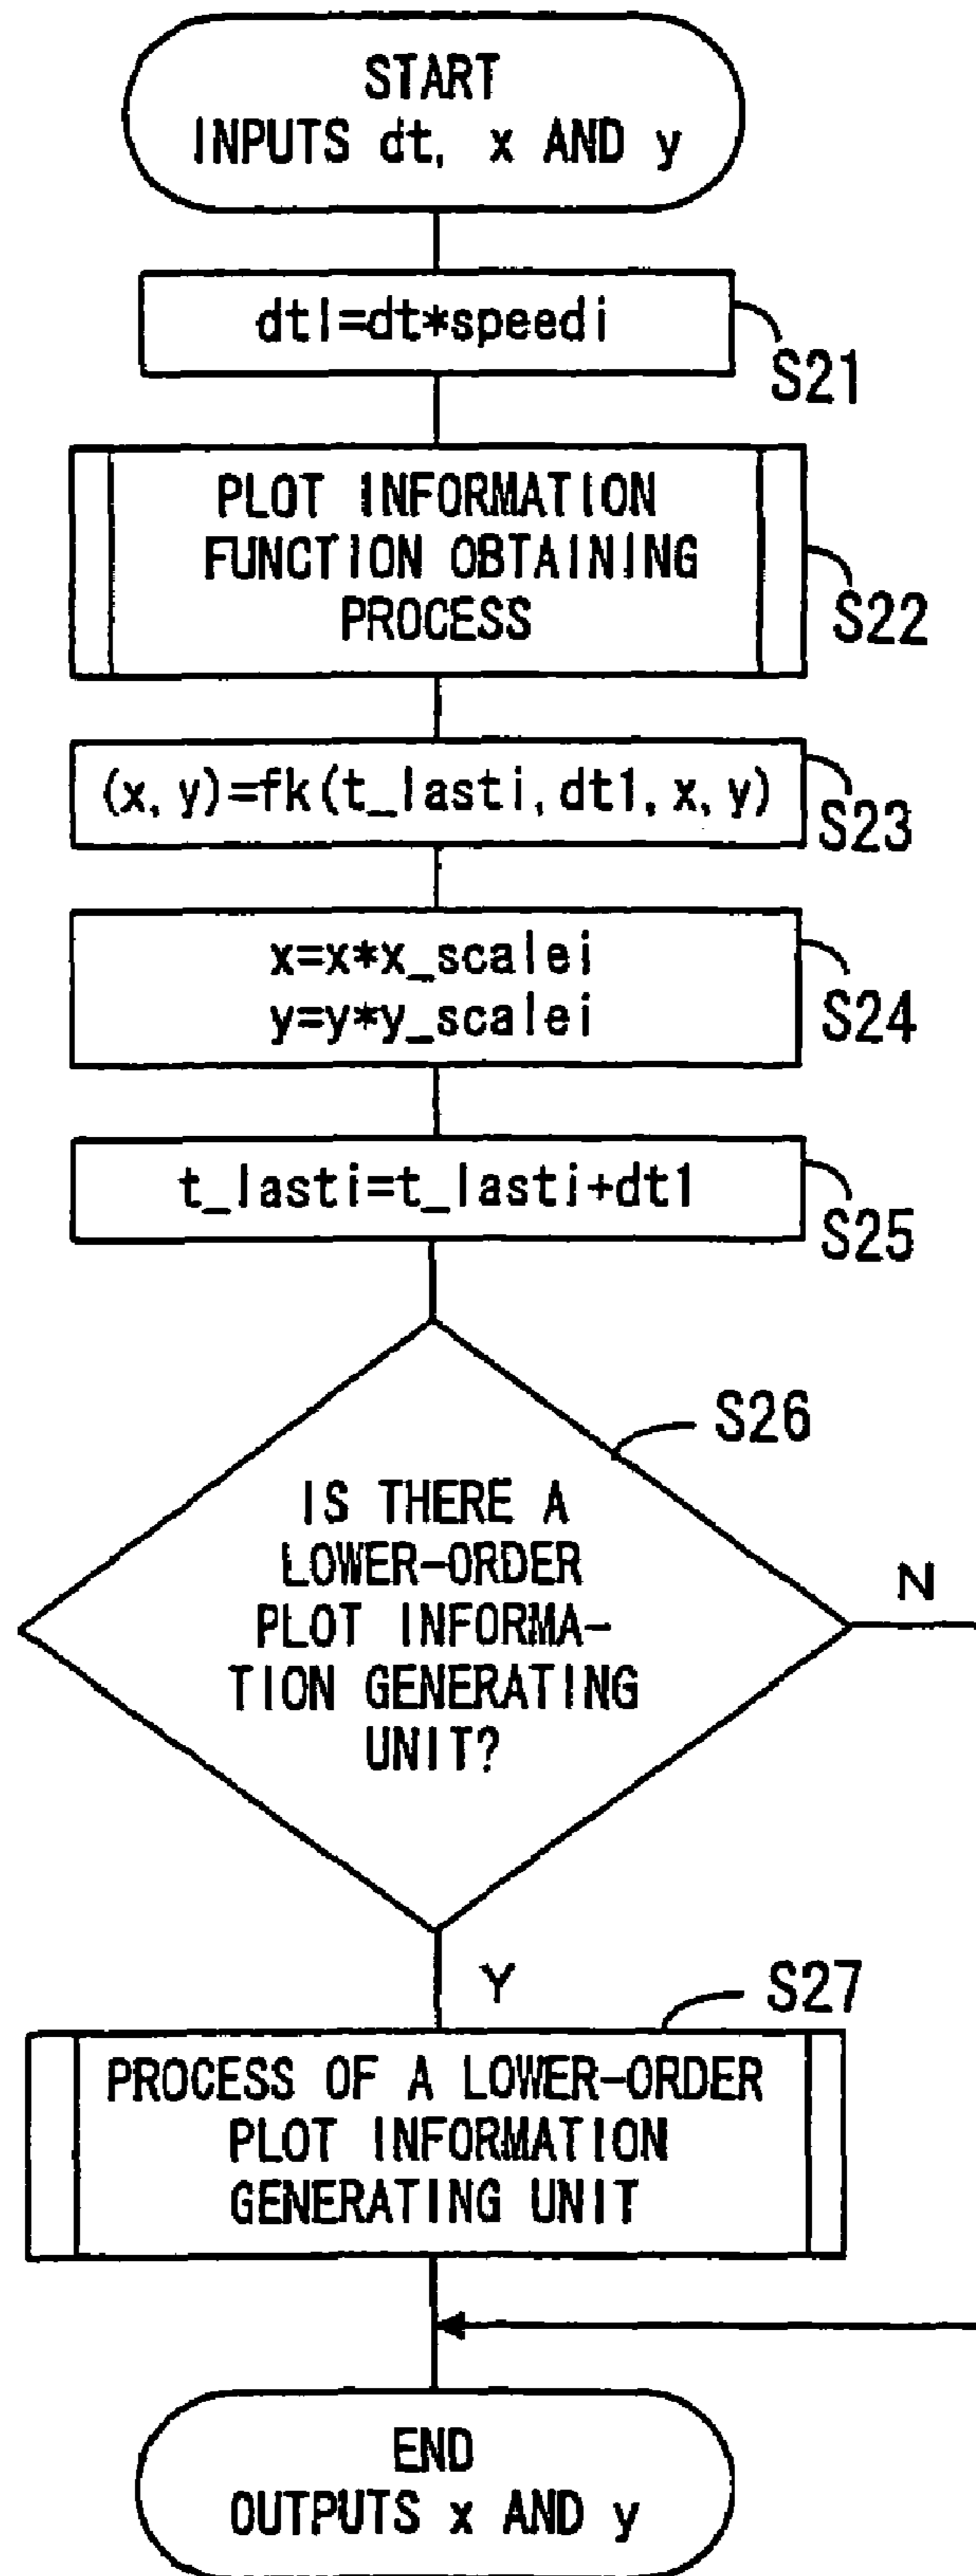 START
INPUTS dt, x AND y
dt1=dt*speedi
S21
PLOT INFORMATION
FUNCTION OBTAINING
PROCESS
S22
(x, y)=fk(t_lasti, dt1, x, y)
S23
x=x*x_scalei
y=y*y_scalei
S24
t_lasti=t_lasti+dt1
S25
S26
IS THERE A
LOWER-ORDER
PLOT INFORMA-
TION GENERATING
UNIT?
N
Y
S27
PROCESS OF A LOWER-ORDER
PLOT INFORMATION
GENERATING UNIT
END
OUTPUTS x AND y